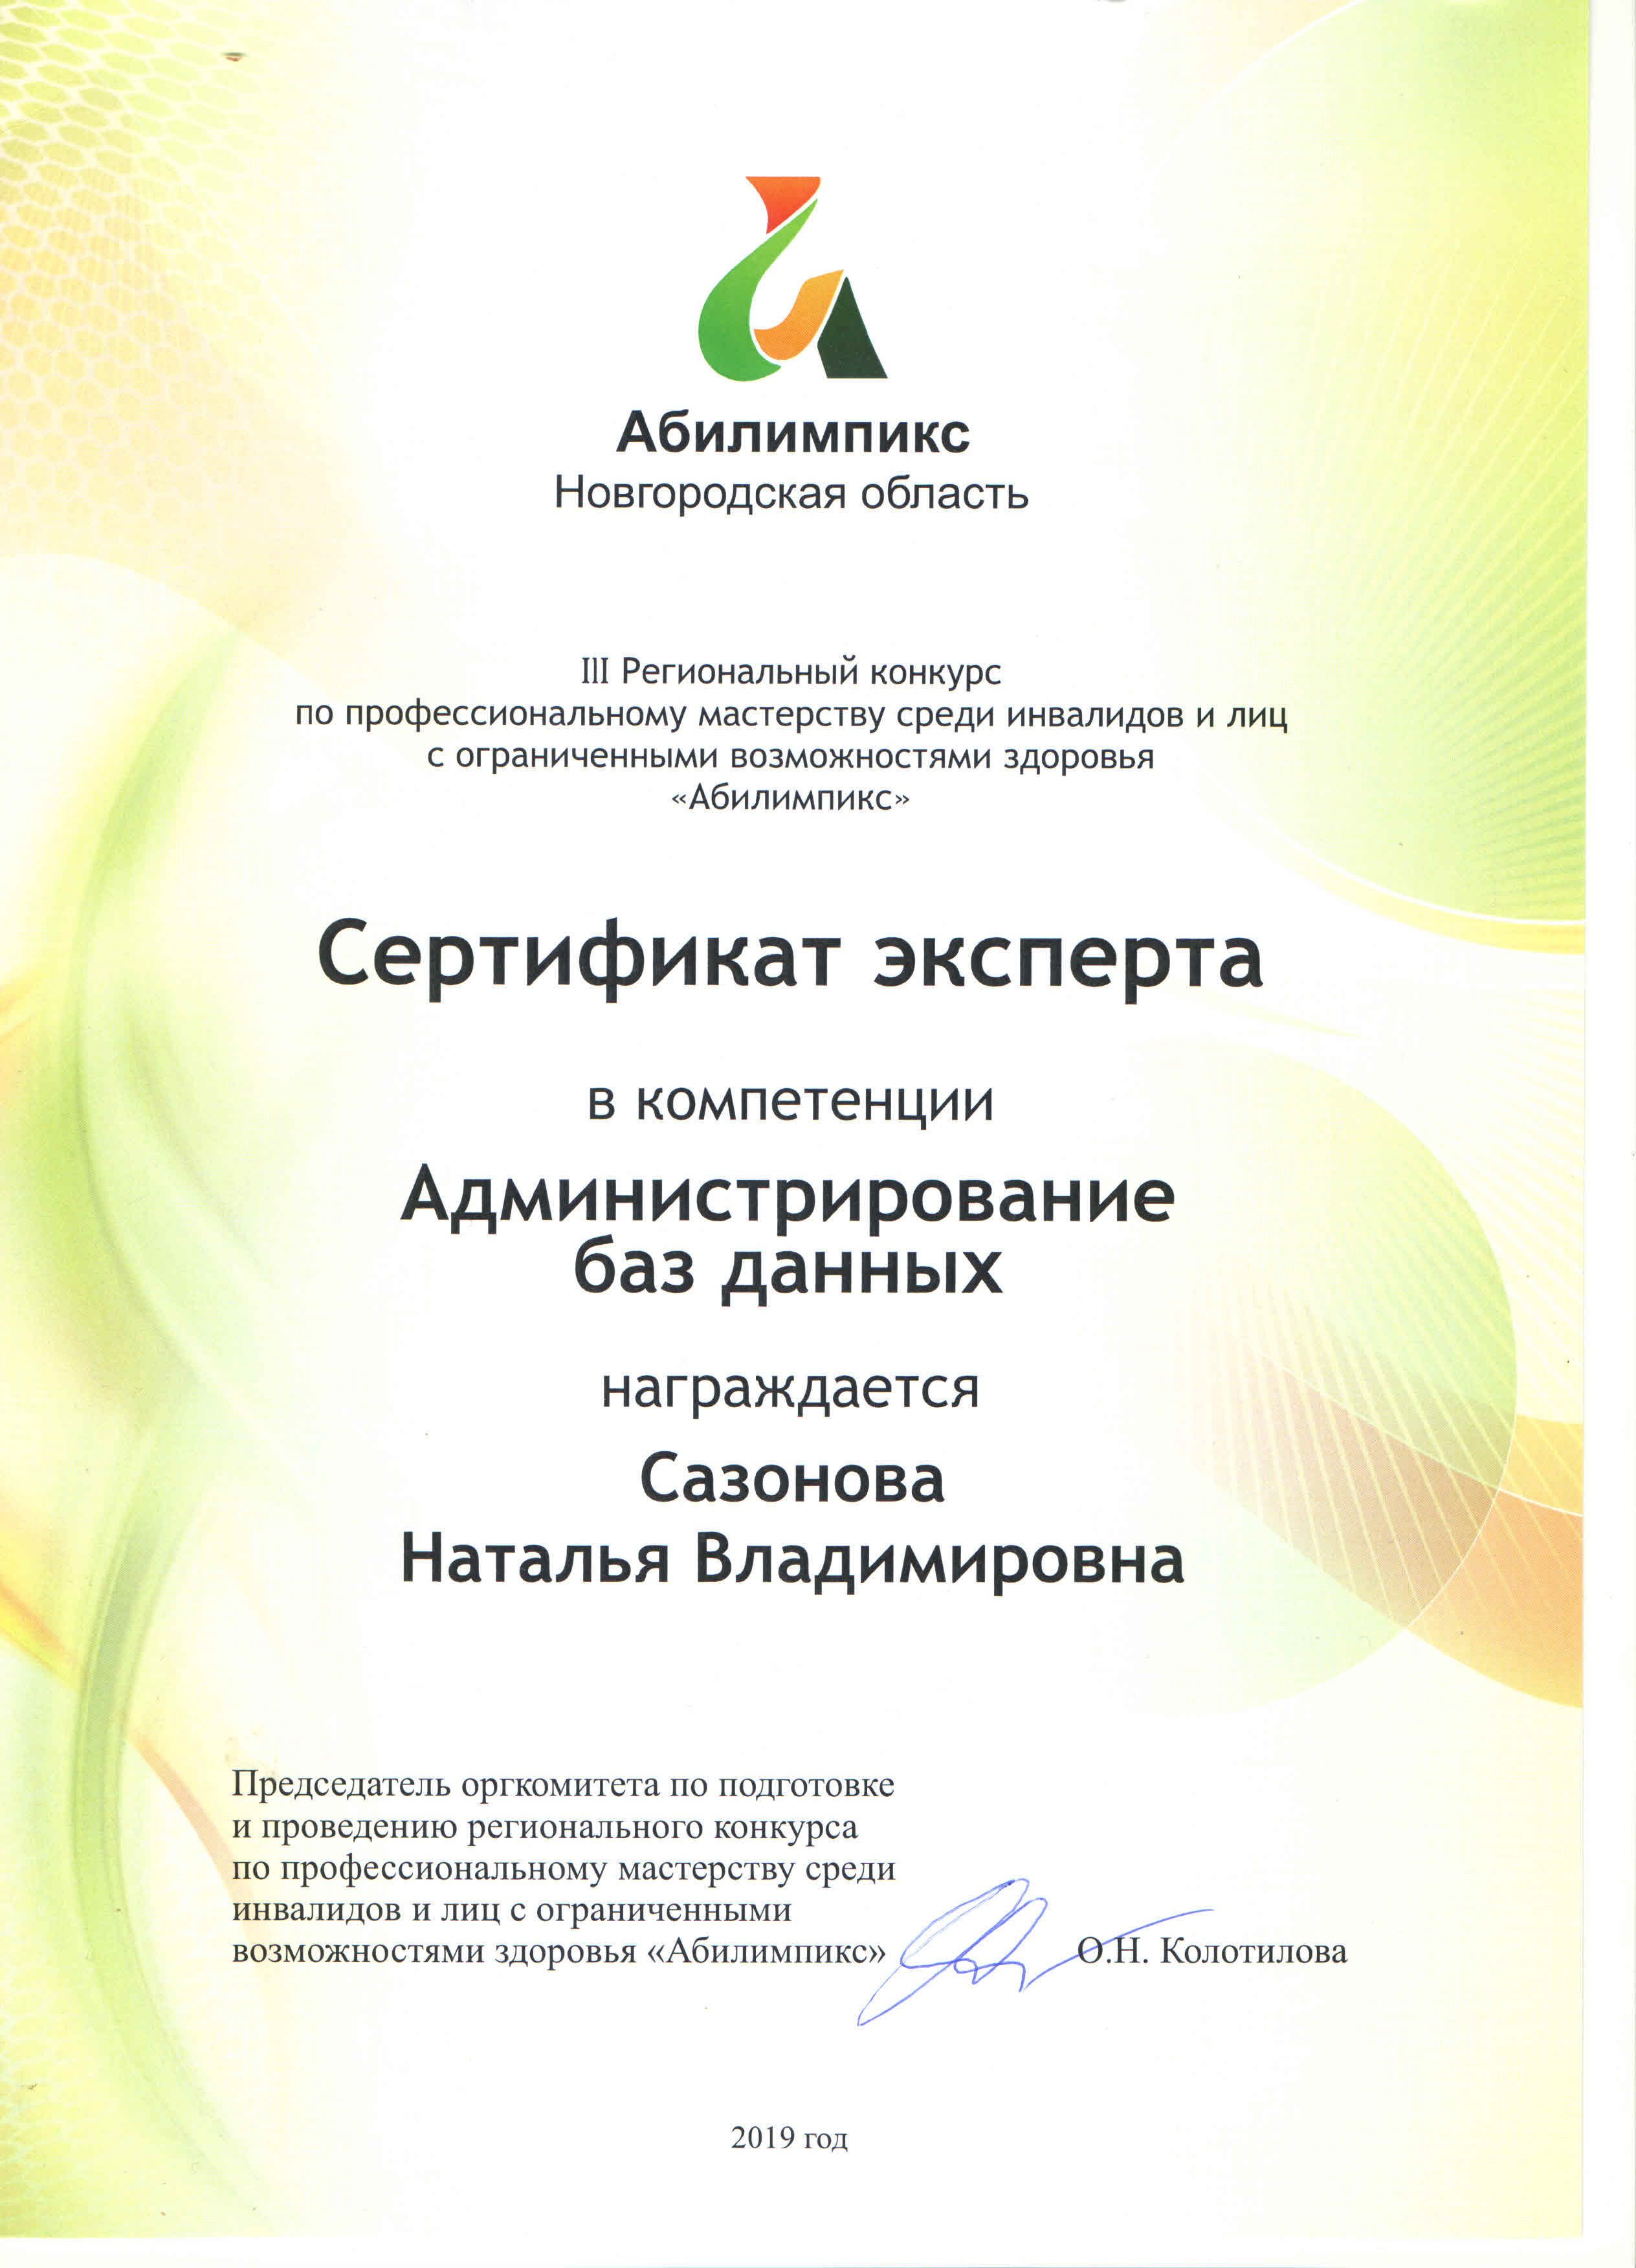 Абилимпикс
Новгородская область
III Региональный конкурс
по профессиональному мастерству среди инвалидов и лиц
с ограниченными возможностями здоровья
«Абилимпикс»
Сертификат эксперта
в компетенции
Администрирование
баз данных
награждается
Сазонова
Наталья Владимировна
Председатель оргкомитета по подготовке
и проведению регионального конкурса
по профессиональному мастерству среди
инвалидов и лиц с ограниченными
возможностями здоровья «Абилимпикс» О.Н. Колотилова
2019 год